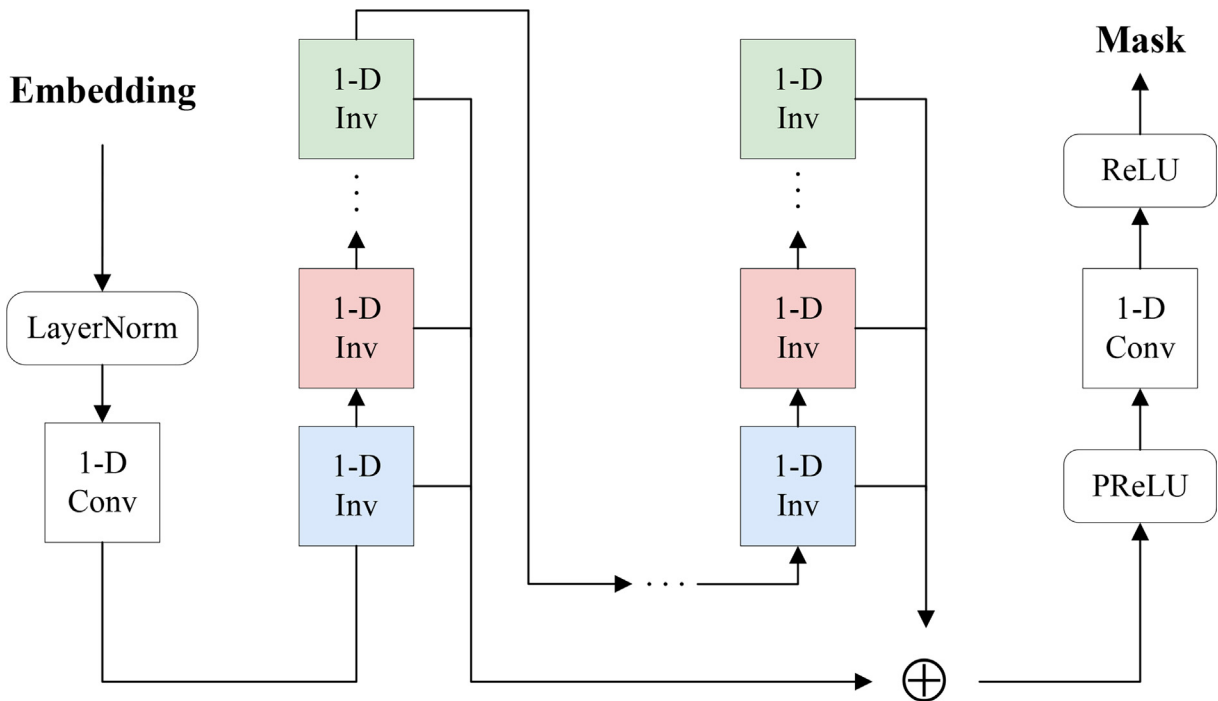 Embedding
LayerNorm
1-D
Conv
1-D
Inv
1-D
Inv
1-D
Inv
1-D
Inv
1-D
Inv
1-D
Inv
Mask
ReLU
1-D
Conv
PReLU